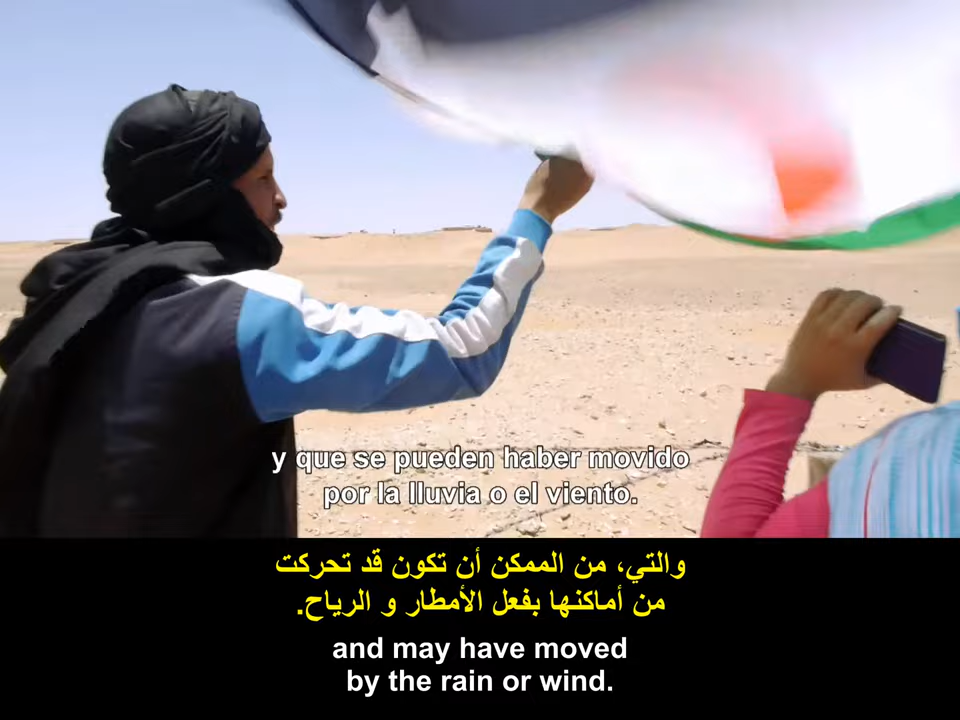 y que se pueden haber movido
por la lluvia o el viento.
والتي، من الممكن أن تكون قد تحركت
من أماكنها بفعل الأمطار و الرياح.
and may have moved
by the rain or wind.